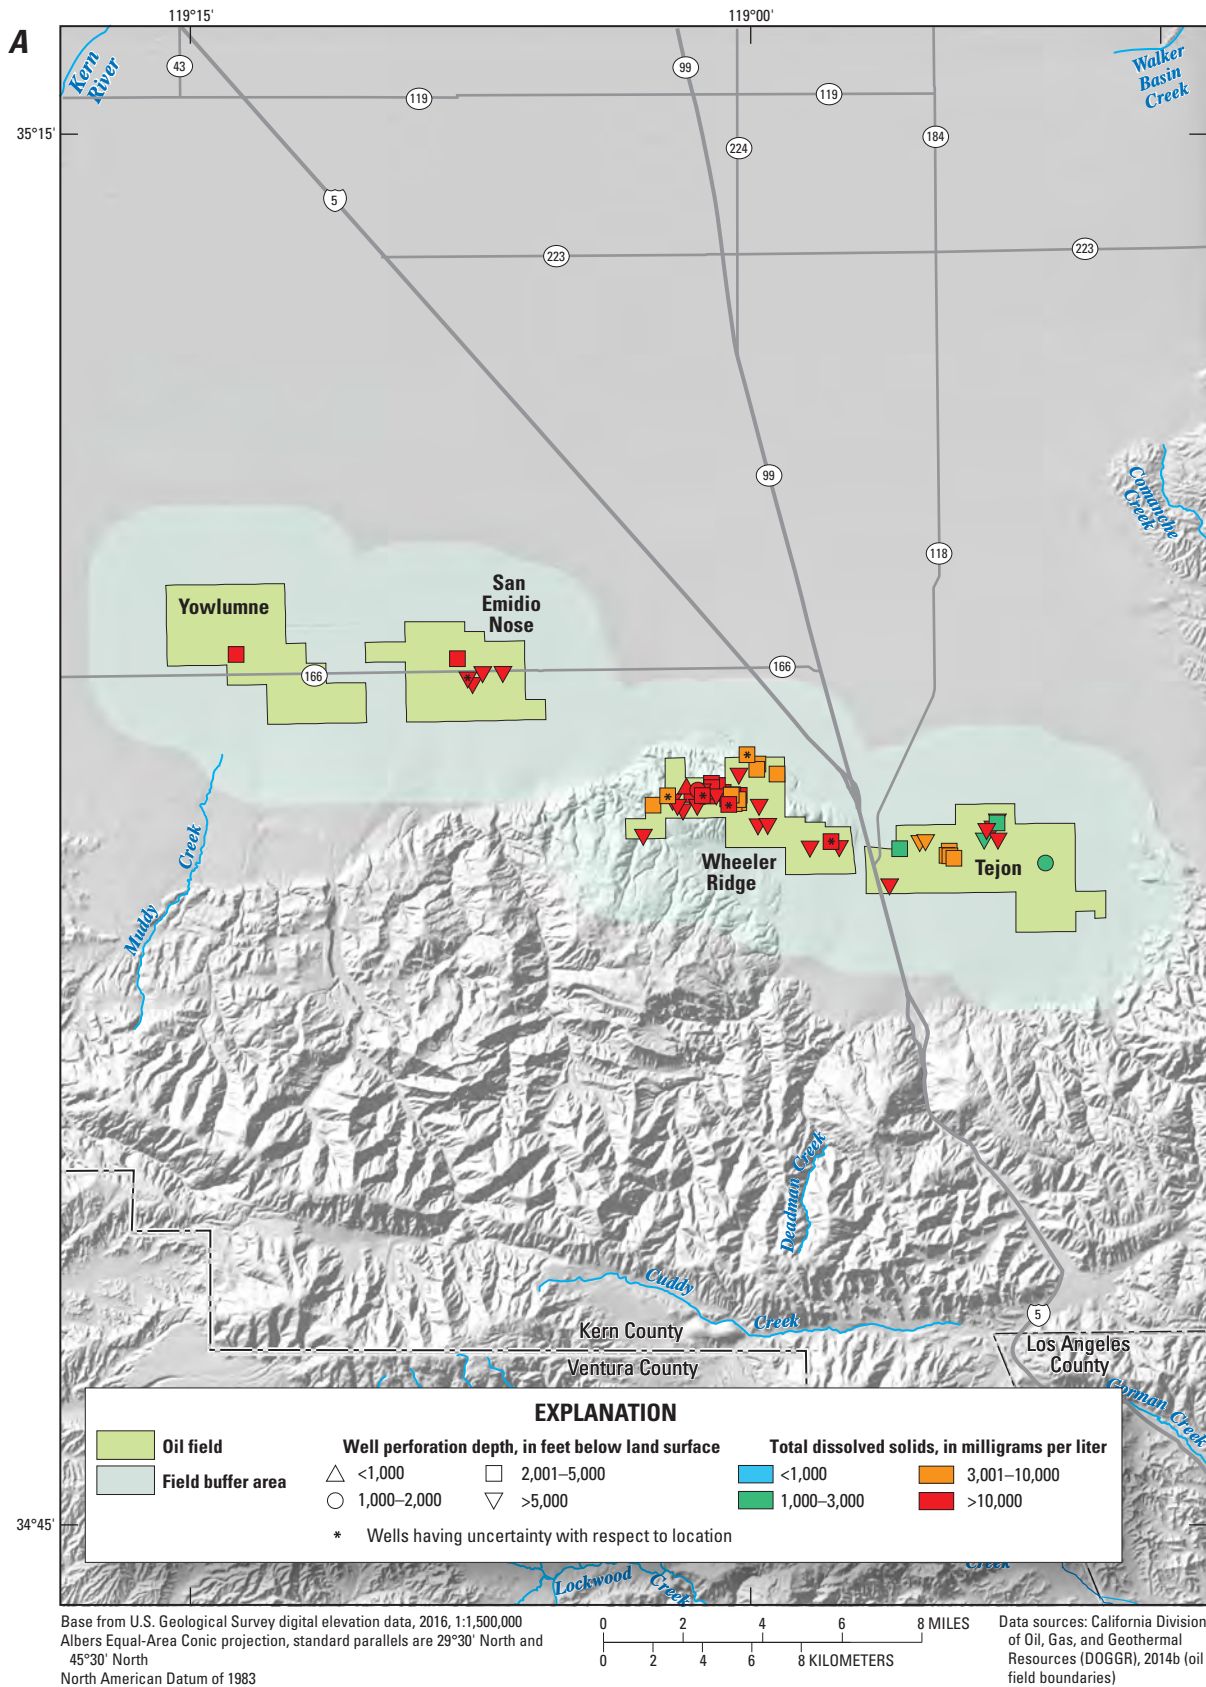 A
119°15'
119°00'
Kern
River
Walker
Basin
Creek
43
99
119
119
35°15'
184
224
5
223
223
99
Comanche
Creek
118
San
Emidio
Nose
Yowlumne
166
166
*
*
*
*
*
*
Wheeler
Ridge
Tejon
Muddy
Creek
Deadman Creek
Cuddy
Creek
5
Kern County
Ventura County
Los Angeles
County
Gorman Creek
EXPLANATION
Oil field
Field buffer area
Well perforation depth, in feet below land surface
<1,000
2,001–5,000
1,000–2,000
>5,000
* Wells having uncertainty with respect to location
Total dissolved solids, in milligrams per liter
<1,000
3,001–10,000
1,000–3,000
>10,000
34°45'
Creek
Lockwood Creek
Base from U.S. Geological Survey digital elevation data, 2016, 1:1,500,000
Albers Equal-Area Conic projection, standard parallels are 29°30' North and
45°30' North
North American Datum of 1983
0 2 4 6 8 MILES
0 2 4 6 8 KILOMETERS
Data sources: California Division
of Oil, Gas, and Geothermal
Resources (DOGGR), 2014b (oil
field boundaries)